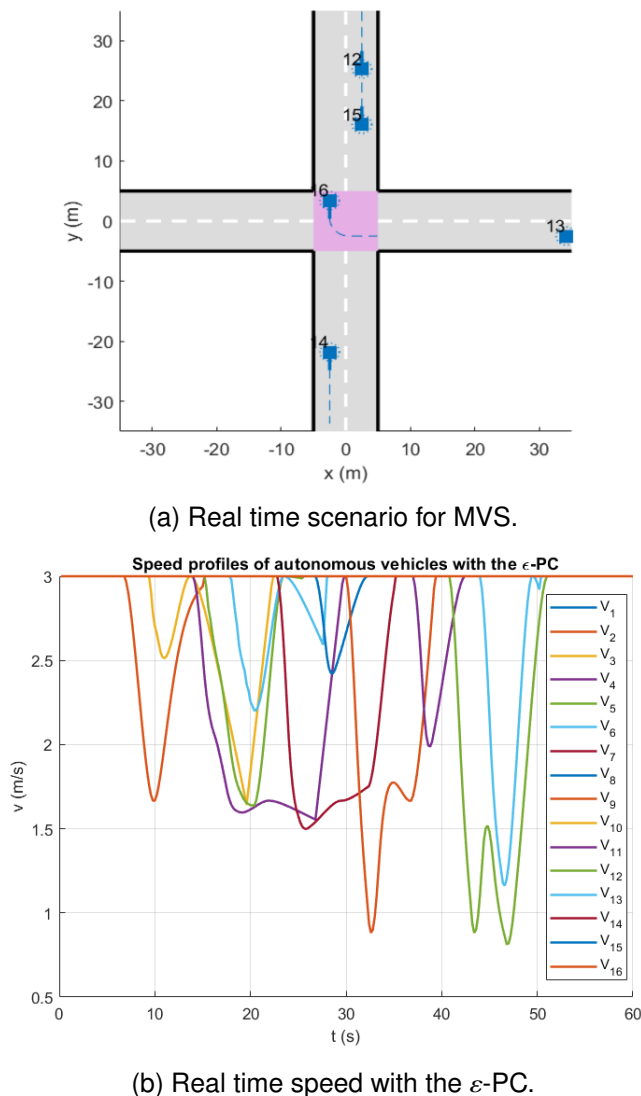 30
20
10
0
-10
-20
-30
y (m)
12
15
16
13
14
-30 -20 -10 0 10 20 30
x (m)
(a) Real time scenario for MVS.
Speed profiles of autonomous vehicles with the ϵ-PC
3
2.5
2
1.5
1
0.5
v (m/s)
0 10 20 30 40 50 60
t (s)
V1
V2
V3
V4
V5
V6
V7
V8
V9
V10
V11
V12
V13
V14
V15
V16
(b) Real time speed with the ε-PC.